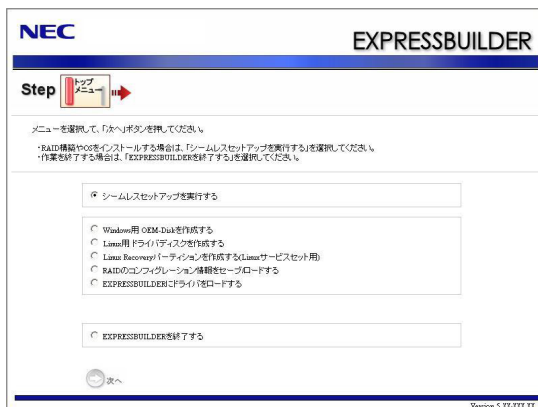 NEC
EXPRESSBUILDER
Step
トップ
メニュー
メニューを選択して、「次へ」ボタンを押してください。
・RAID構築やOSをインストールする場合は、「シームレスセットアップを実行する」を選択してください。
・作業を終了する場合は、「EXPRESSBUILDERを終了する」を選択してください。
シームレスセットアップを実行する
Windows用 OEM-Diskを作成する
Linux用 ドライバディスクを作成する
Linux Recoveryパーティションを作成する(Linuxサービスセット用)
RAIDのコンフィグレーション情報をセーブ/ロードする
EXPRESSBUILDERにドライバをロードする
EXPRESSBUILDERを終了する
次へ
Version 5.XX-XXX.XX